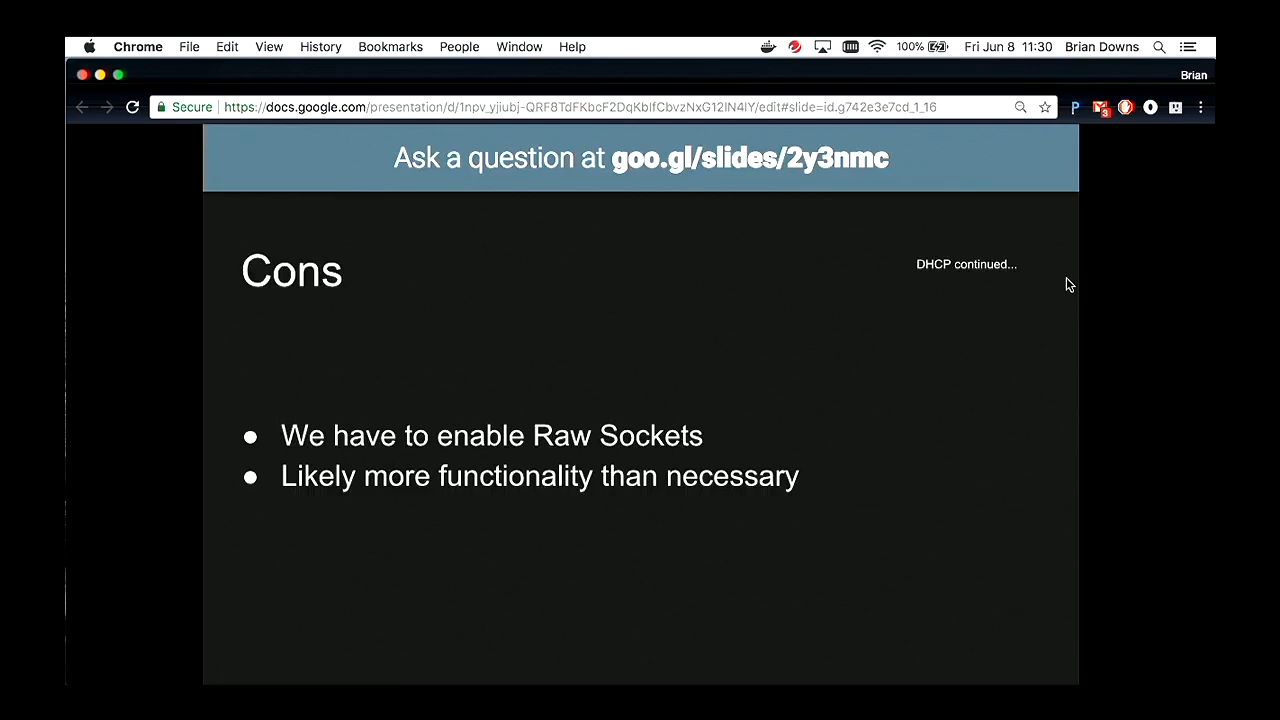 Chrome File Edit View History Bookmarks People Window Help 100% Fri Jun 8 11:30 Brian Downs
Brian
Secure https://docs.google.com/presentation/d/1npv_yjiubj-QRF8TdFKbcF2DqKblfCbvzNxG12lN4lY/edit#slide=id.g742e3e7cd_1_16
Ask a question at goo.gl/slides/2y3nmc
Cons
DHCP continued...
● We have to enable Raw Sockets
● Likely more functionality than necessary